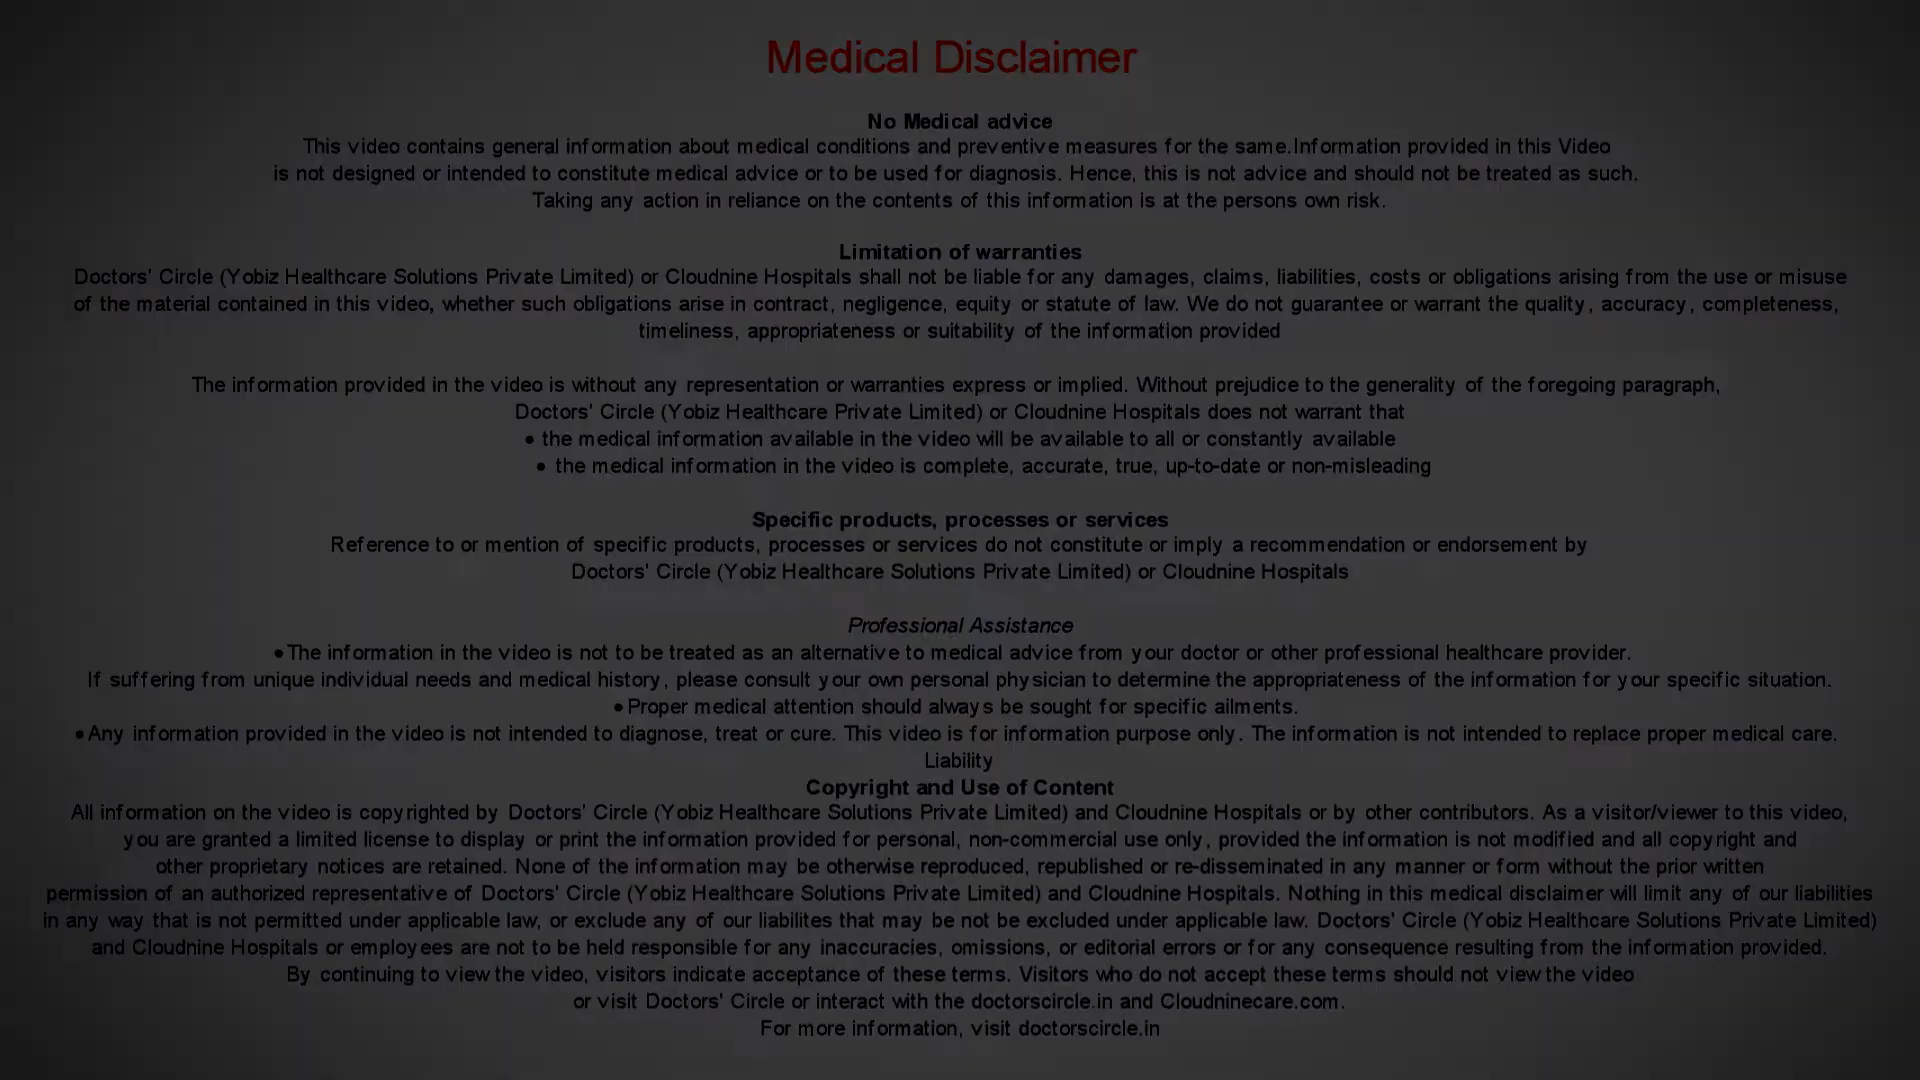 Medical Disclaimer
No Medical advice
This video contains general information about medical conditions and preventive measures for the same.Information provided in this Video
is not designed or intended to constitute medical advice or to be used for diagnosis. Hence, this is not advice and should not be treated as such.
Taking any action in reliance on the contents of this information is at the persons own risk.
Limitation of warranties
Doctors' Circle (Yobiz Healthcare Solutions Private Limited) or Cloudnine Hospitals shall not be liable for any damages, claims, liabilities, costs or obligations arising from the use or misuse
of the material contained in this video, whether such obligations arise in contract, negligence, equity or statute of law. We do not guarantee or warrant the quality, accuracy, completeness,
timeliness, appropriateness or suitability of the information provided
The information provided in the video is without any representation or warranties express or implied. Without prejudice to the generality of the foregoing paragraph,
Doctors' Circle (Yobiz Healthcare Private Limited) or Cloudnine Hospitals does not warrant that
• the medical information available in the video will be available to all or constantly available
• the medical information in the video is complete, accurate, true, up-to-date or non-misleading
Specific products, processes or services
Reference to or mention of specific products, processes or services do not constitute or imply a recommendation or endorsement by
Doctors' Circle (Yobiz Healthcare Solutions Private Limited) or Cloudnine Hospitals
Professional Assistance
•The information in the video is not to be treated as an alternative to medical advice from your doctor or other professional healthcare provider.
If suffering from unique individual needs and medical history, please consult your own personal physician to determine the appropriateness of the information for your specific situation.
•Proper medical attention should always be sought for specific ailments.
•Any information provided in the video is not intended to diagnose, treat or cure. This video is for information purpose only. The information is not intended to replace proper medical care.
Liability
Copyright and Use of Content
All information on the video is copyrighted by Doctors' Circle (Yobiz Healthcare Solutions Private Limited) and Cloudnine Hospitals or by other contributors. As a visitor/viewer to this video,
you are granted a limited license to display or print the information provided for personal, non-commercial use only, provided the information is not modified and all copyright and
other proprietary notices are retained. None of the information may be otherwise reproduced, republished or re-disseminated in any manner or form without the prior written
permission of an authorized representative of Doctors' Circle (Yobiz Healthcare Solutions Private Limited) and Cloudnine Hospitals. Nothing in this medical disclaimer will limit any of our liabilities
in any way that is not permitted under applicable law, or exclude any of our liabilites that may be not be excluded under applicable law. Doctors' Circle (Yobiz Healthcare Solutions Private Limited)
and Cloudnine Hospitals or employees are not to be held responsible for any inaccuracies, omissions, or editorial errors or for any consequence resulting from the information provided.
By continuing to view the video, visitors indicate acceptance of these terms. Visitors who do not accept these terms should not view the video
or visit Doctors' Circle or interact with the doctorscircle.in and Cloudninecare.com.
For more information, visit doctorscircle.in